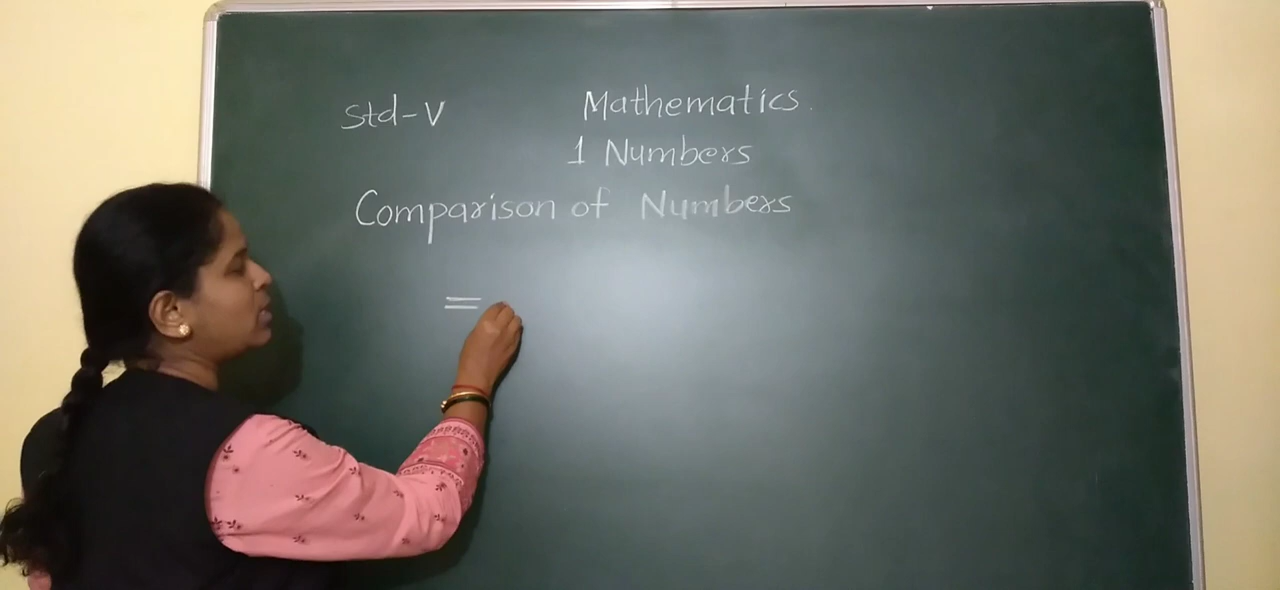 Std-V Mathematics.
1 Numbers
Comparison of Numbers
=